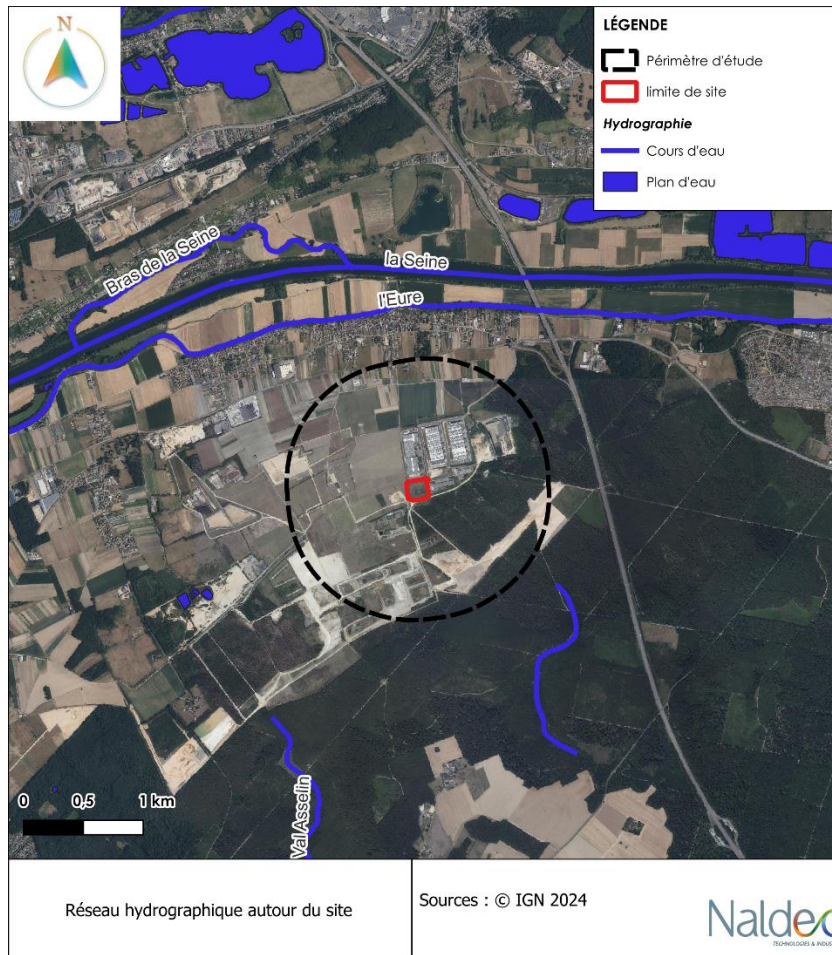 N
LÉGENDE
Périmètre d'étude
limite de site
Hydrographie
Cours d'eau
Plan d'eau
Bras de la Seine
la Seine
l'Eure
Val Asselin
0 0,5 1 km
Réseau hydrographique autour du site
Sources : © IGN 2024
Naldeo
TECHNOLOGIES & INDUS